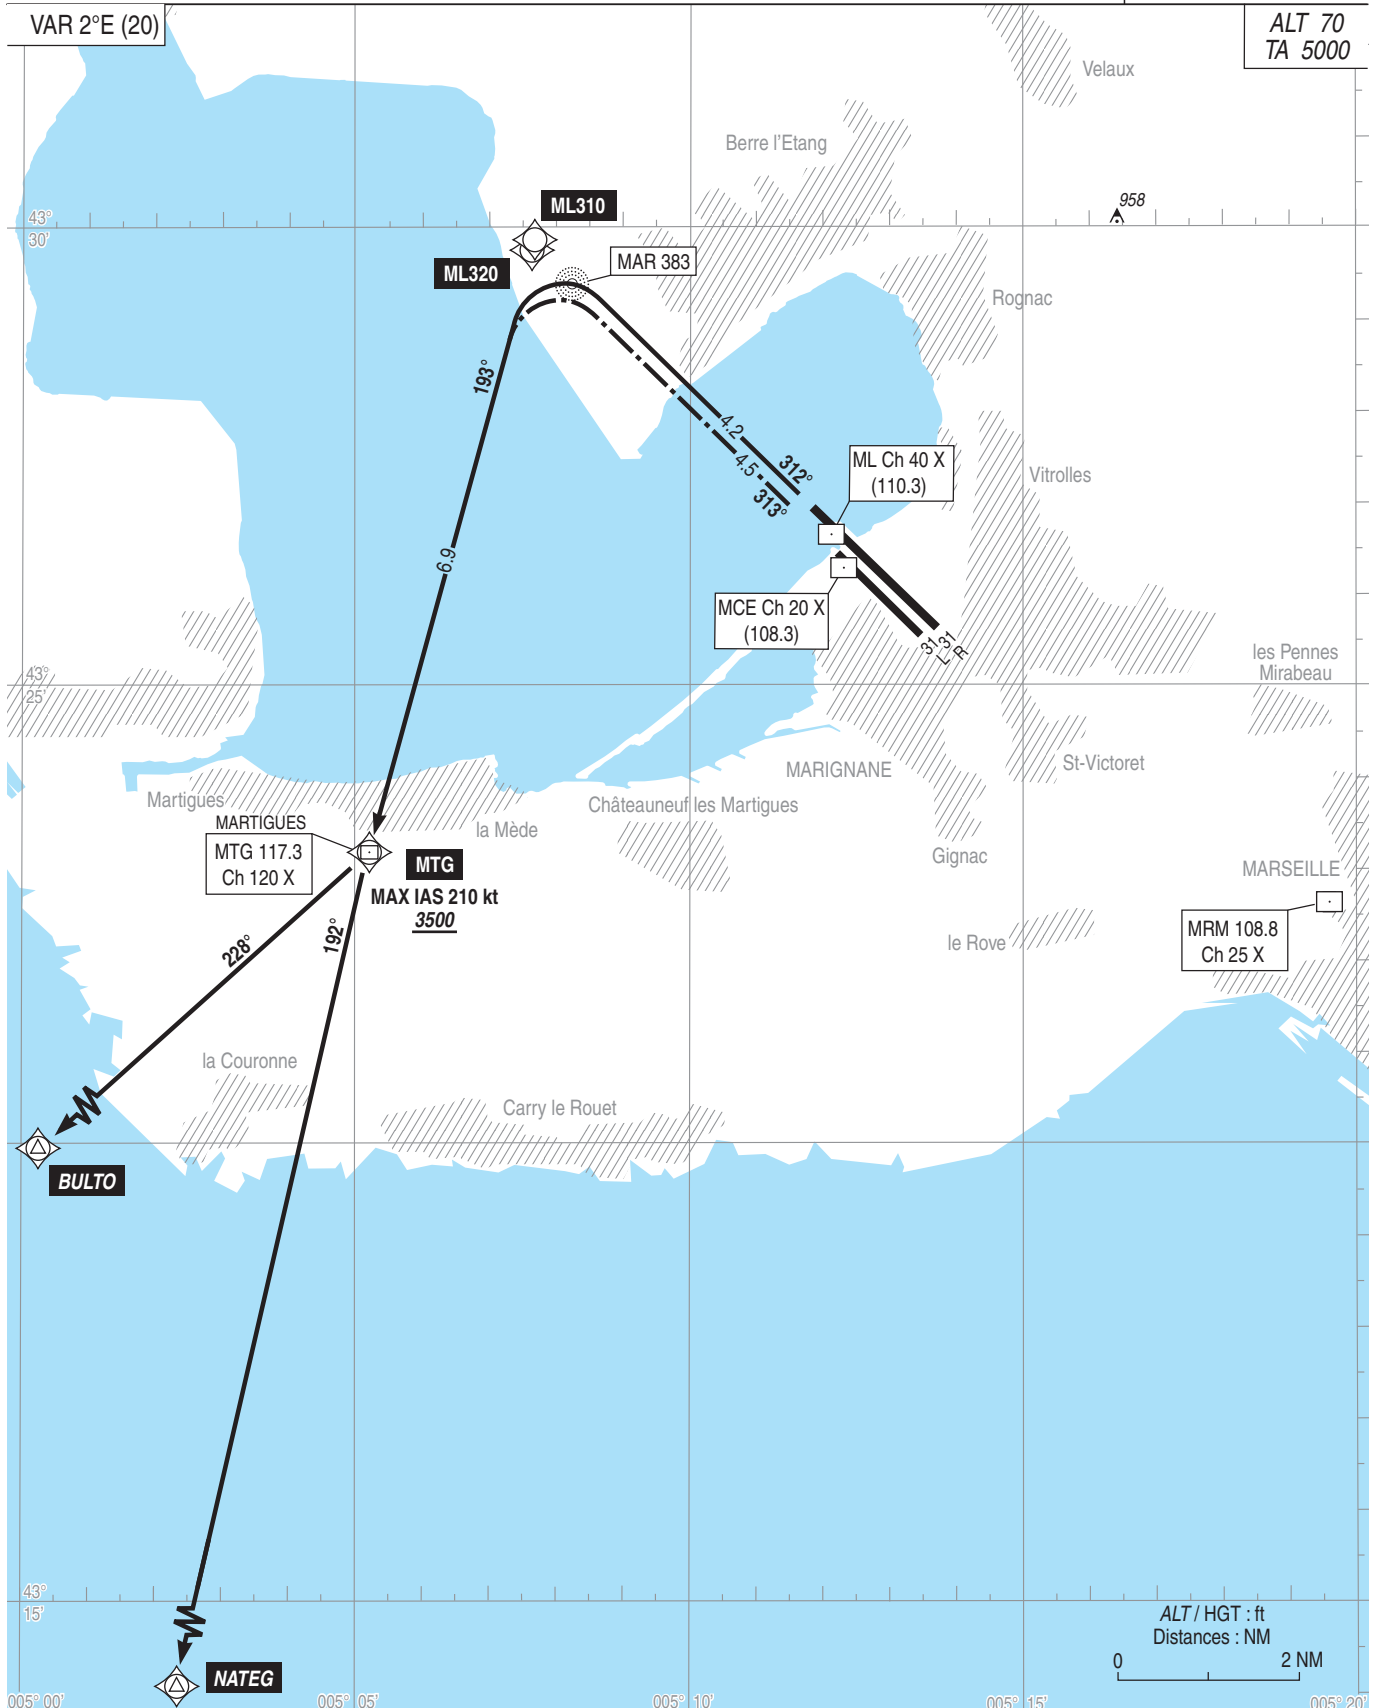 VAR 2°E (20)
ALT 70
TA 5000
Velaux
Berre l'Etang
958
ML310
43°
30'
MAR 383
ML320
Rognac
193°
4.2
312°
4.5
313°
ML Ch 40 X
(110.3)
Vitrolles
6.9
MCE Ch 20 X
(108.3)
31
L
31
R
les Pennes
Mirabeau
43°
25'
St-Victoret
MARIGNANE
Martigues
Châteauneuf les Martigues
MARTIGUES
la Mède
MTG 117.3
Ch 120 X
MTG
Gignac
MARSEILLE
MAX IAS 210 kt
3500
MRM 108.8
Ch 25 X
228°
192°
le Rove
la Couronne
Carry le Rouet
BULTO
43°
15'
ALT / HGT : ft
Distances : NM
0
2 NM
NATEG
005° 00'
005° 05'
005° 10'
005° 15'
005° 20'